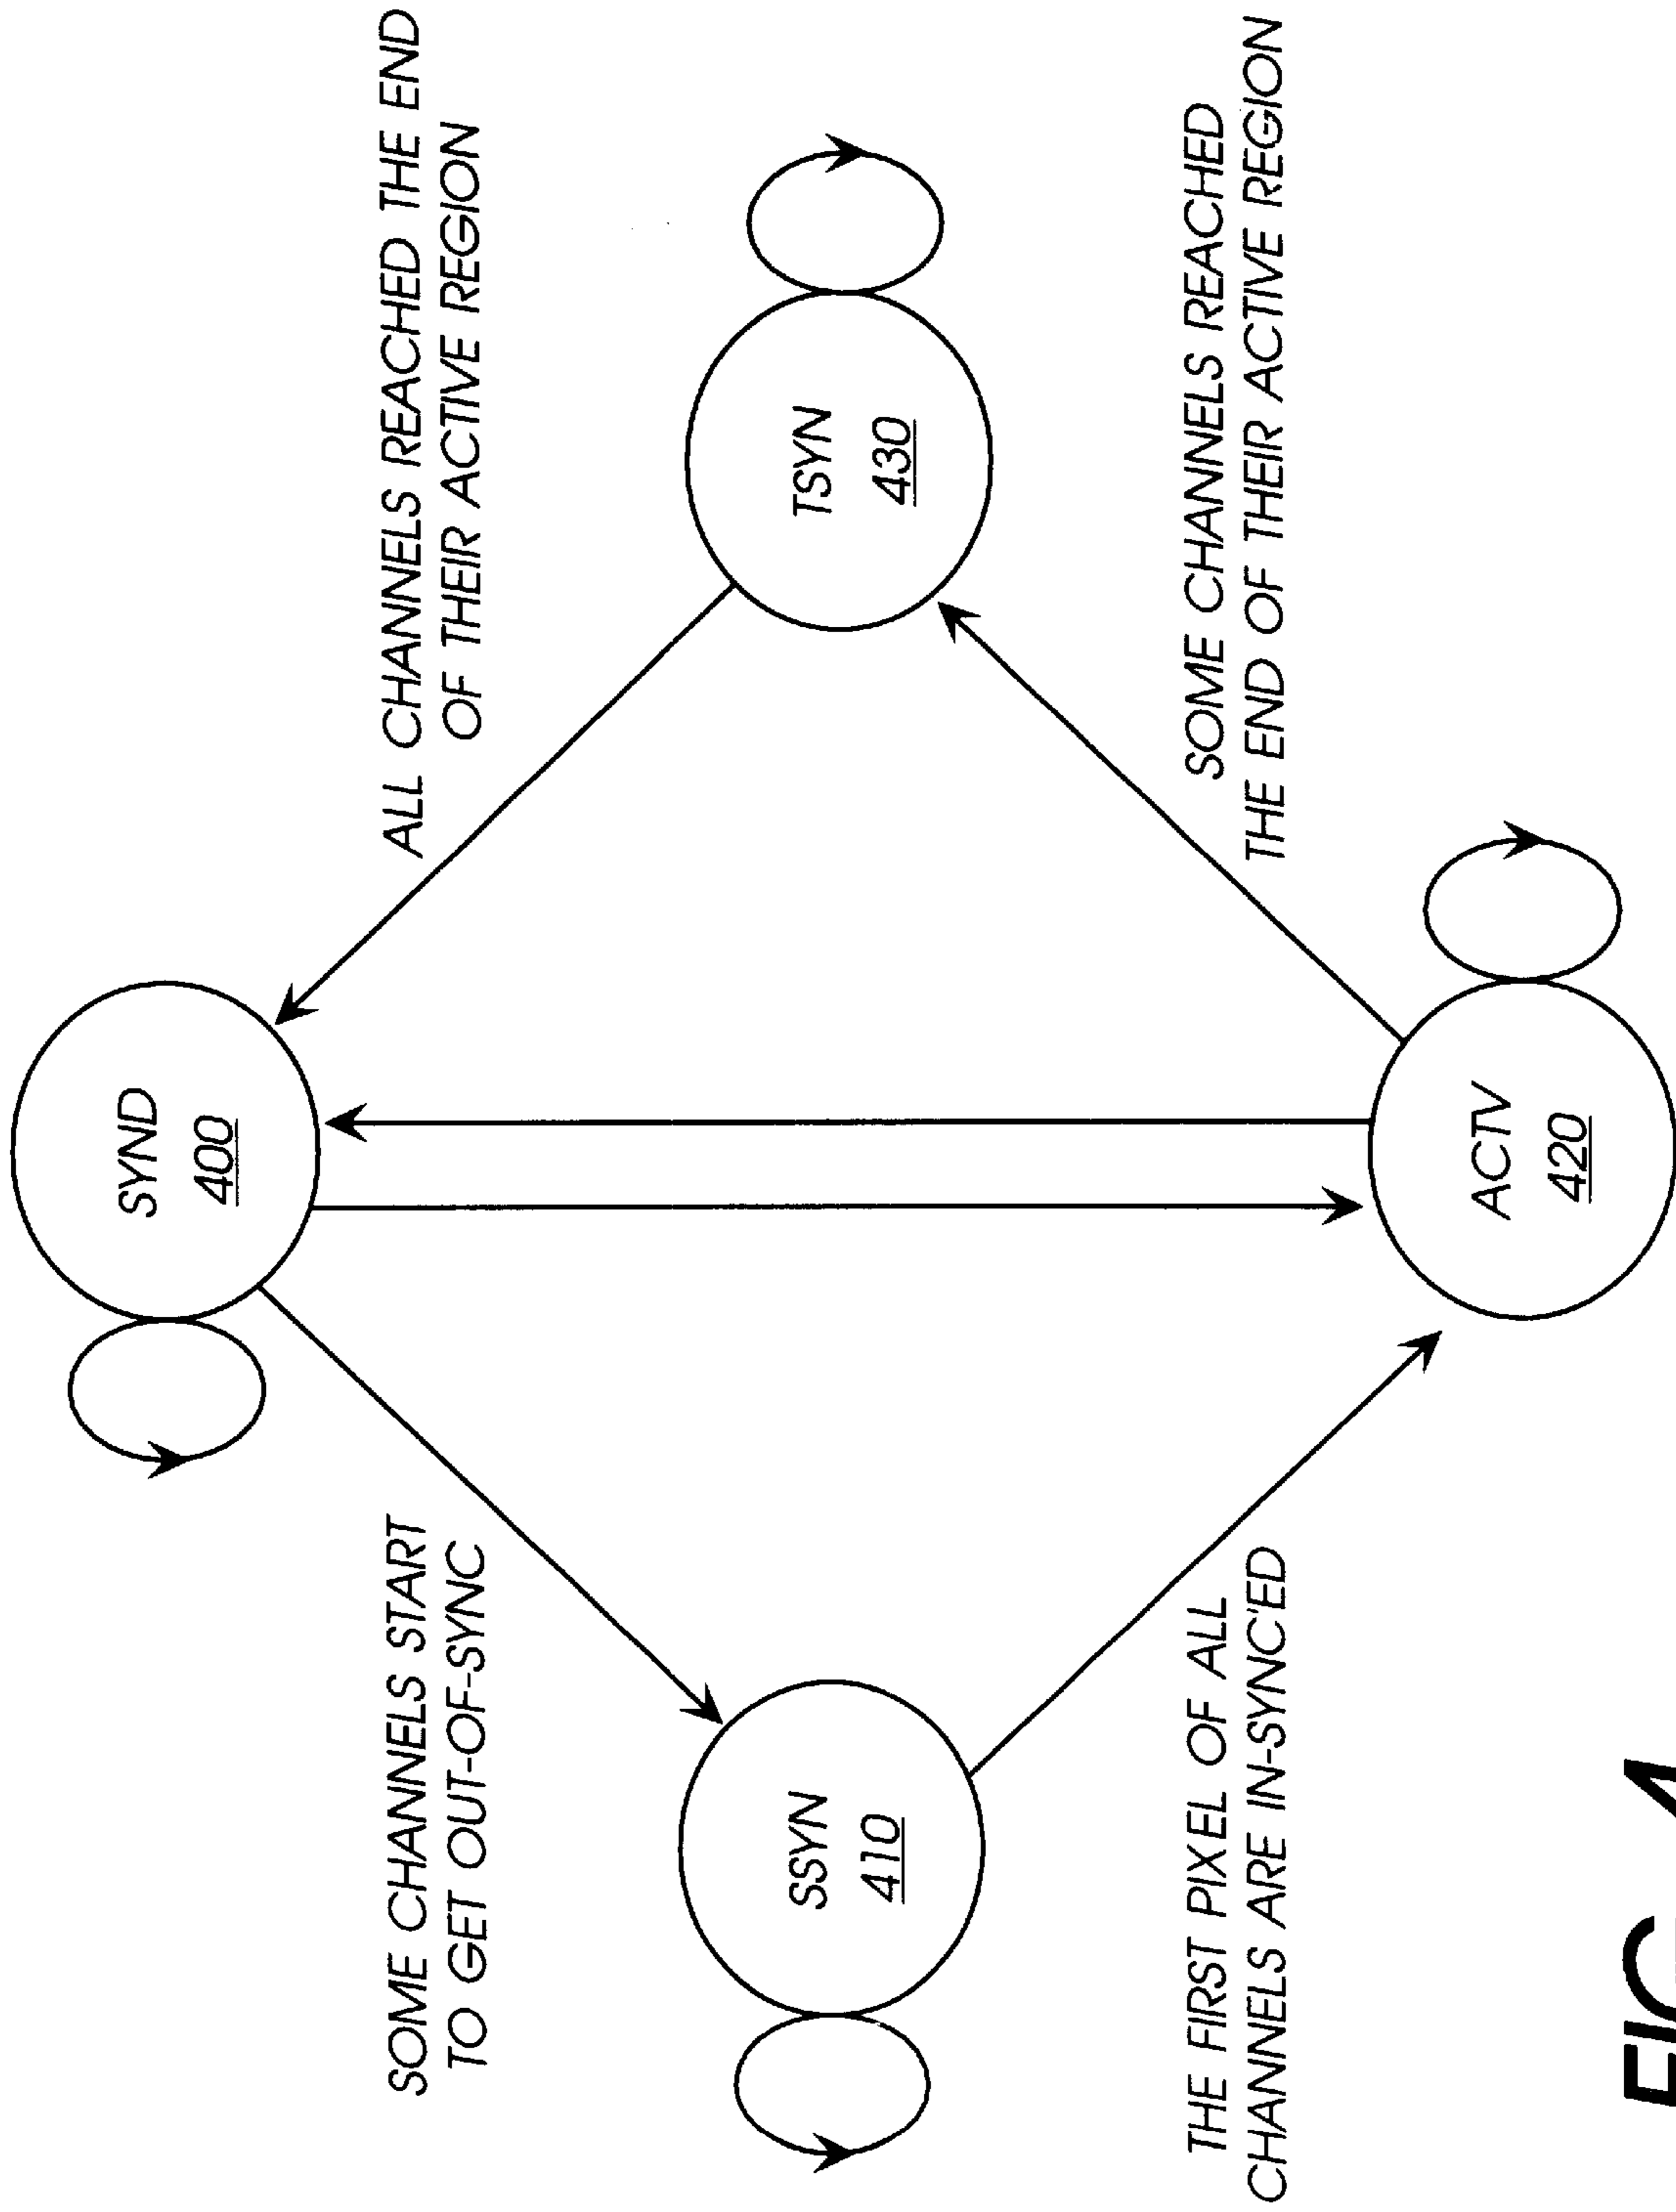 SYND
400
SOME CHANNELS START
TO GET OUT-OF-SYNC
ALL CHANNELS REACHED THE END
OF THEIR ACTIVE REGION
SSYN
410
TSYN
430
THE FIRST PIXEL OF ALL
CHANNELS ARE IN-SYNC'ED
SOME CHANNELS REACHED
THE END OF THEIR ACTIVE REGION
ACTV
420
FIG. 4